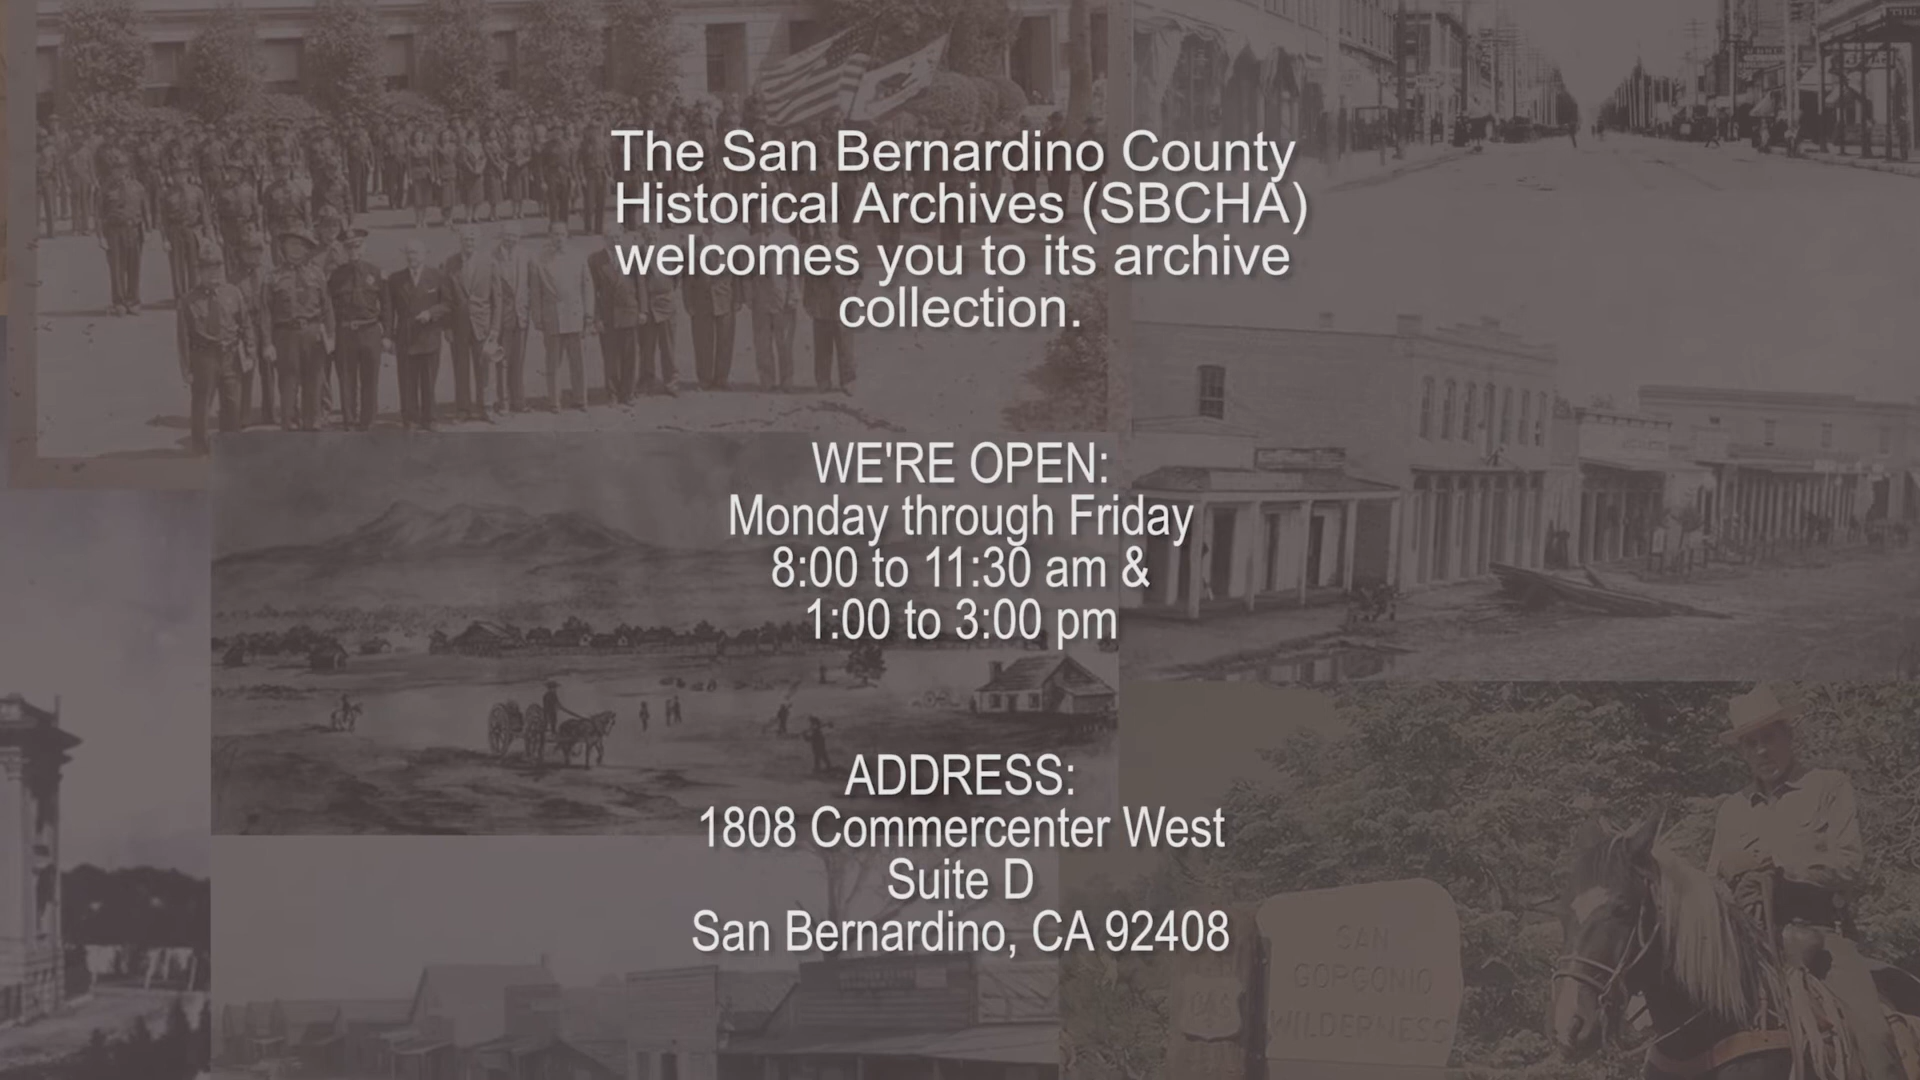 The San Bernardino County
Historical Archives (SBCHA)
welcomes you to its archive
collection.
WE'RE OPEN:
Monday through Friday
8:00 to 11:30 am &
1:00 to 3:00 pm
ADDRESS:
1808 Commercenter West
Suite D
San Bernardino, CA 92408
SAN
GORGONIO
WILDERNESS